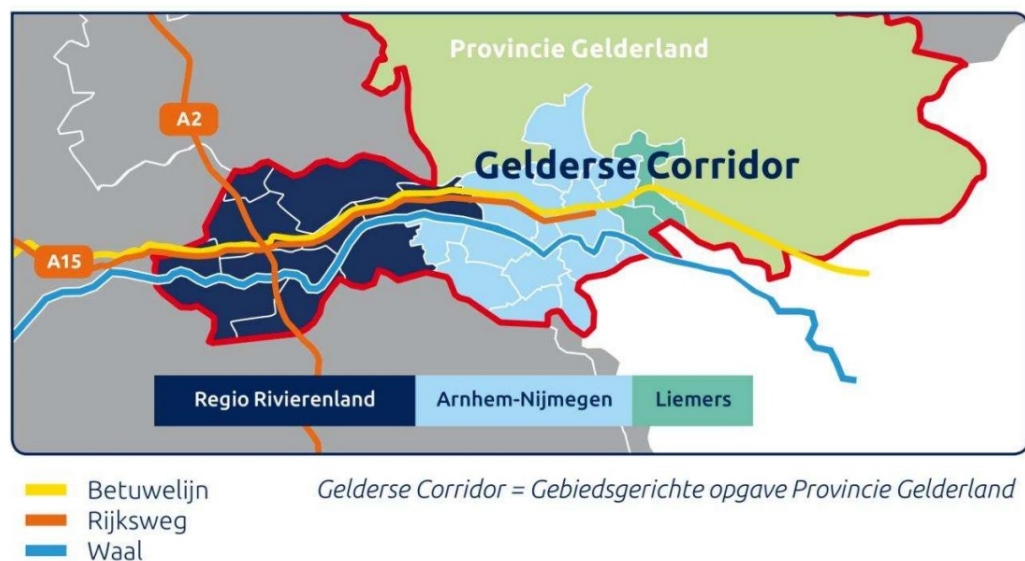 Provincie Gelderland
A2
Gelderse Corridor
A15
Regio Rivierenland
Arnhem-Nijmegen
Liemers
Betuwelijn
Gelderse Corridor = Gebiedsgerichte opgave Provincie Gelderland
Rijksweg
Waal